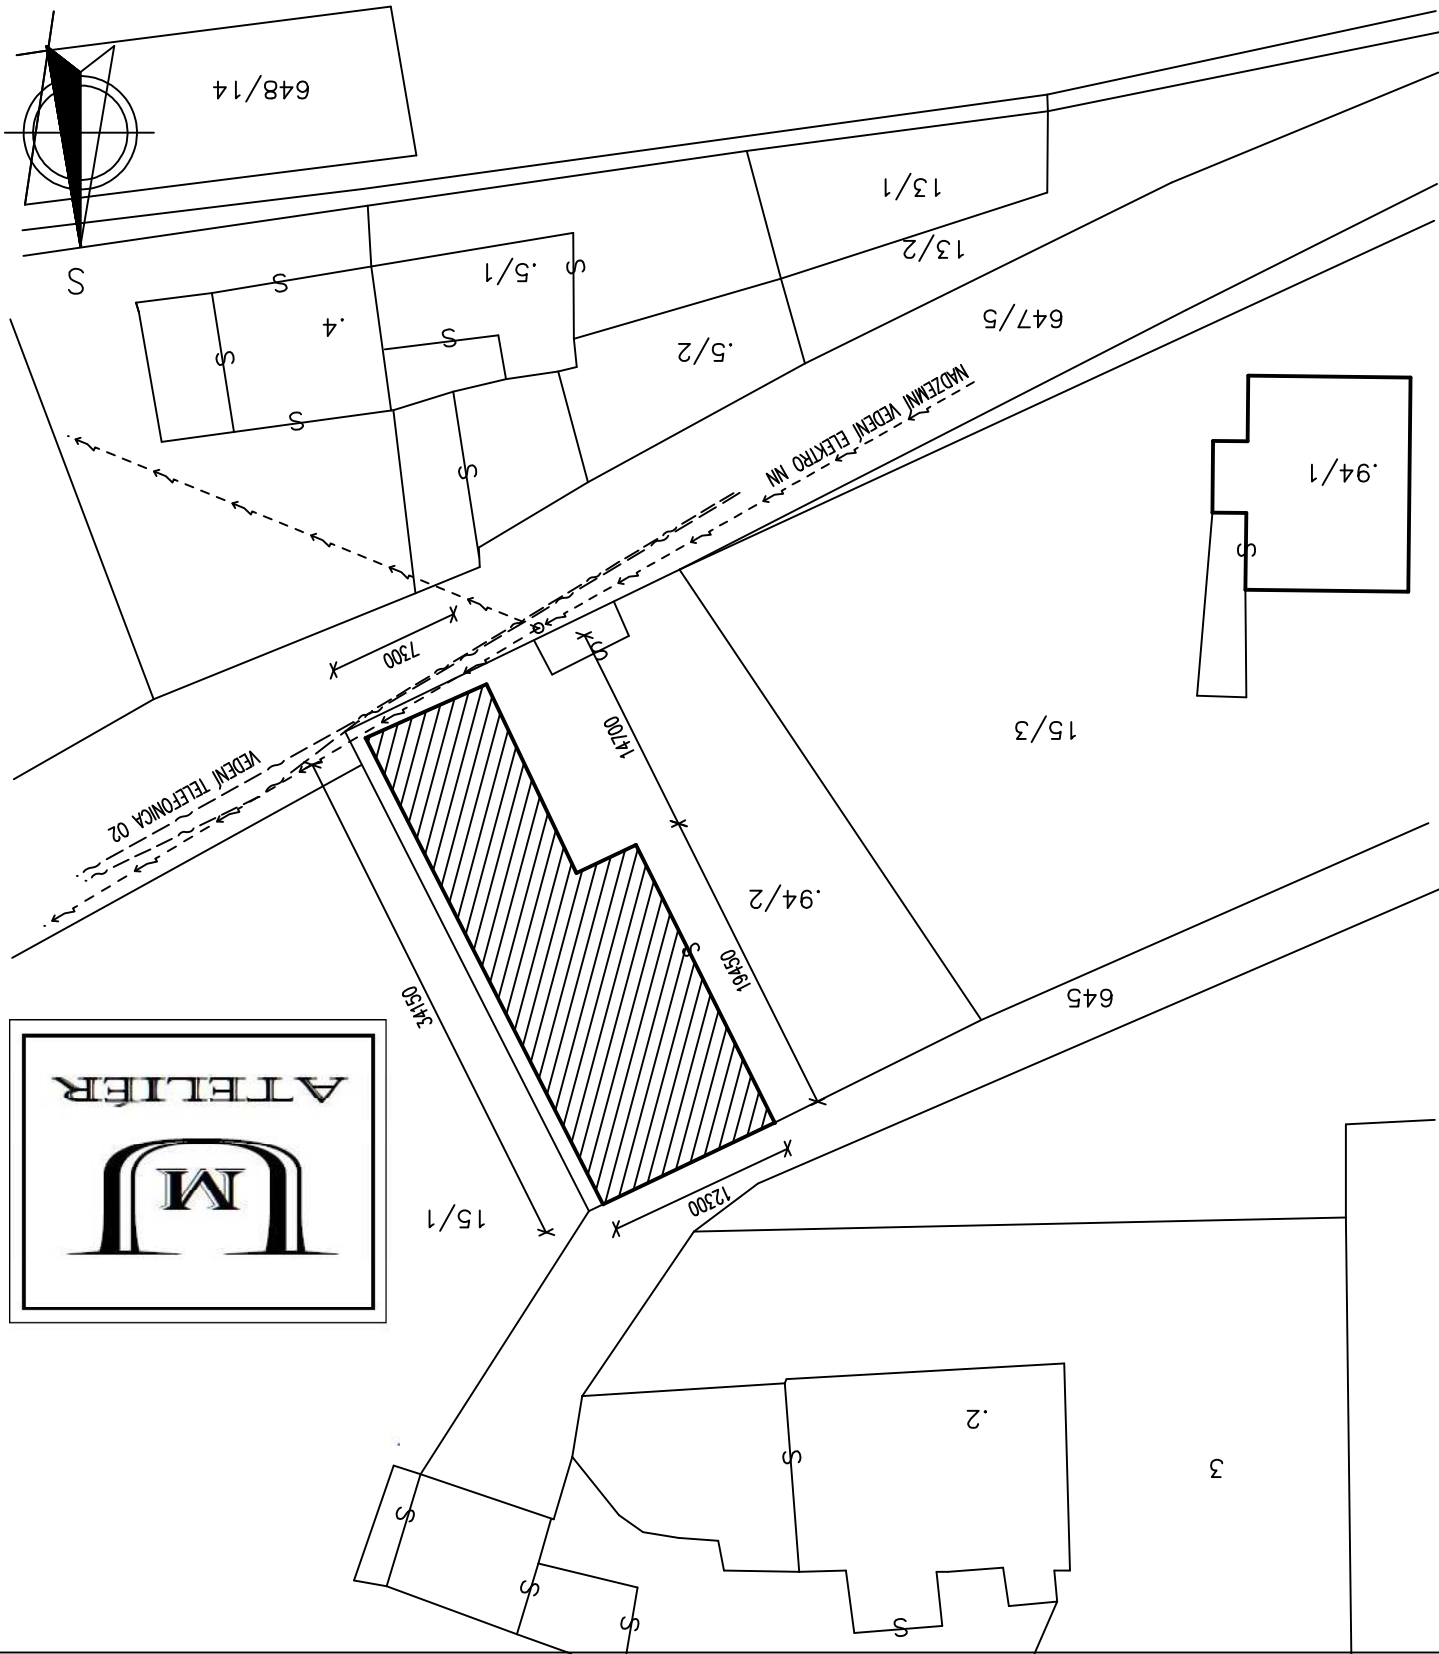 S
S
S
S
3
S
.2
15/1
12300
M
ATELIÉR
34150
645
19450
S
.94/2
VEDENÍ TELEFONICA 02
14700
15/3
7300
S
S
.94/1
S
NADZEMNÍ VEDENÍ ELEKTRO NN
S
S
.5/2
S
.4
647/5
S
S
.5/1
S
13/2
13/1
648/14